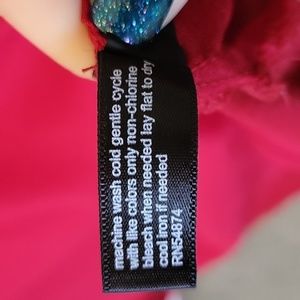 machine wash cold gentle cycle
with like colors only non-chlorine
bleach when needed lay flat to dry
cool iron if needed
RN54874